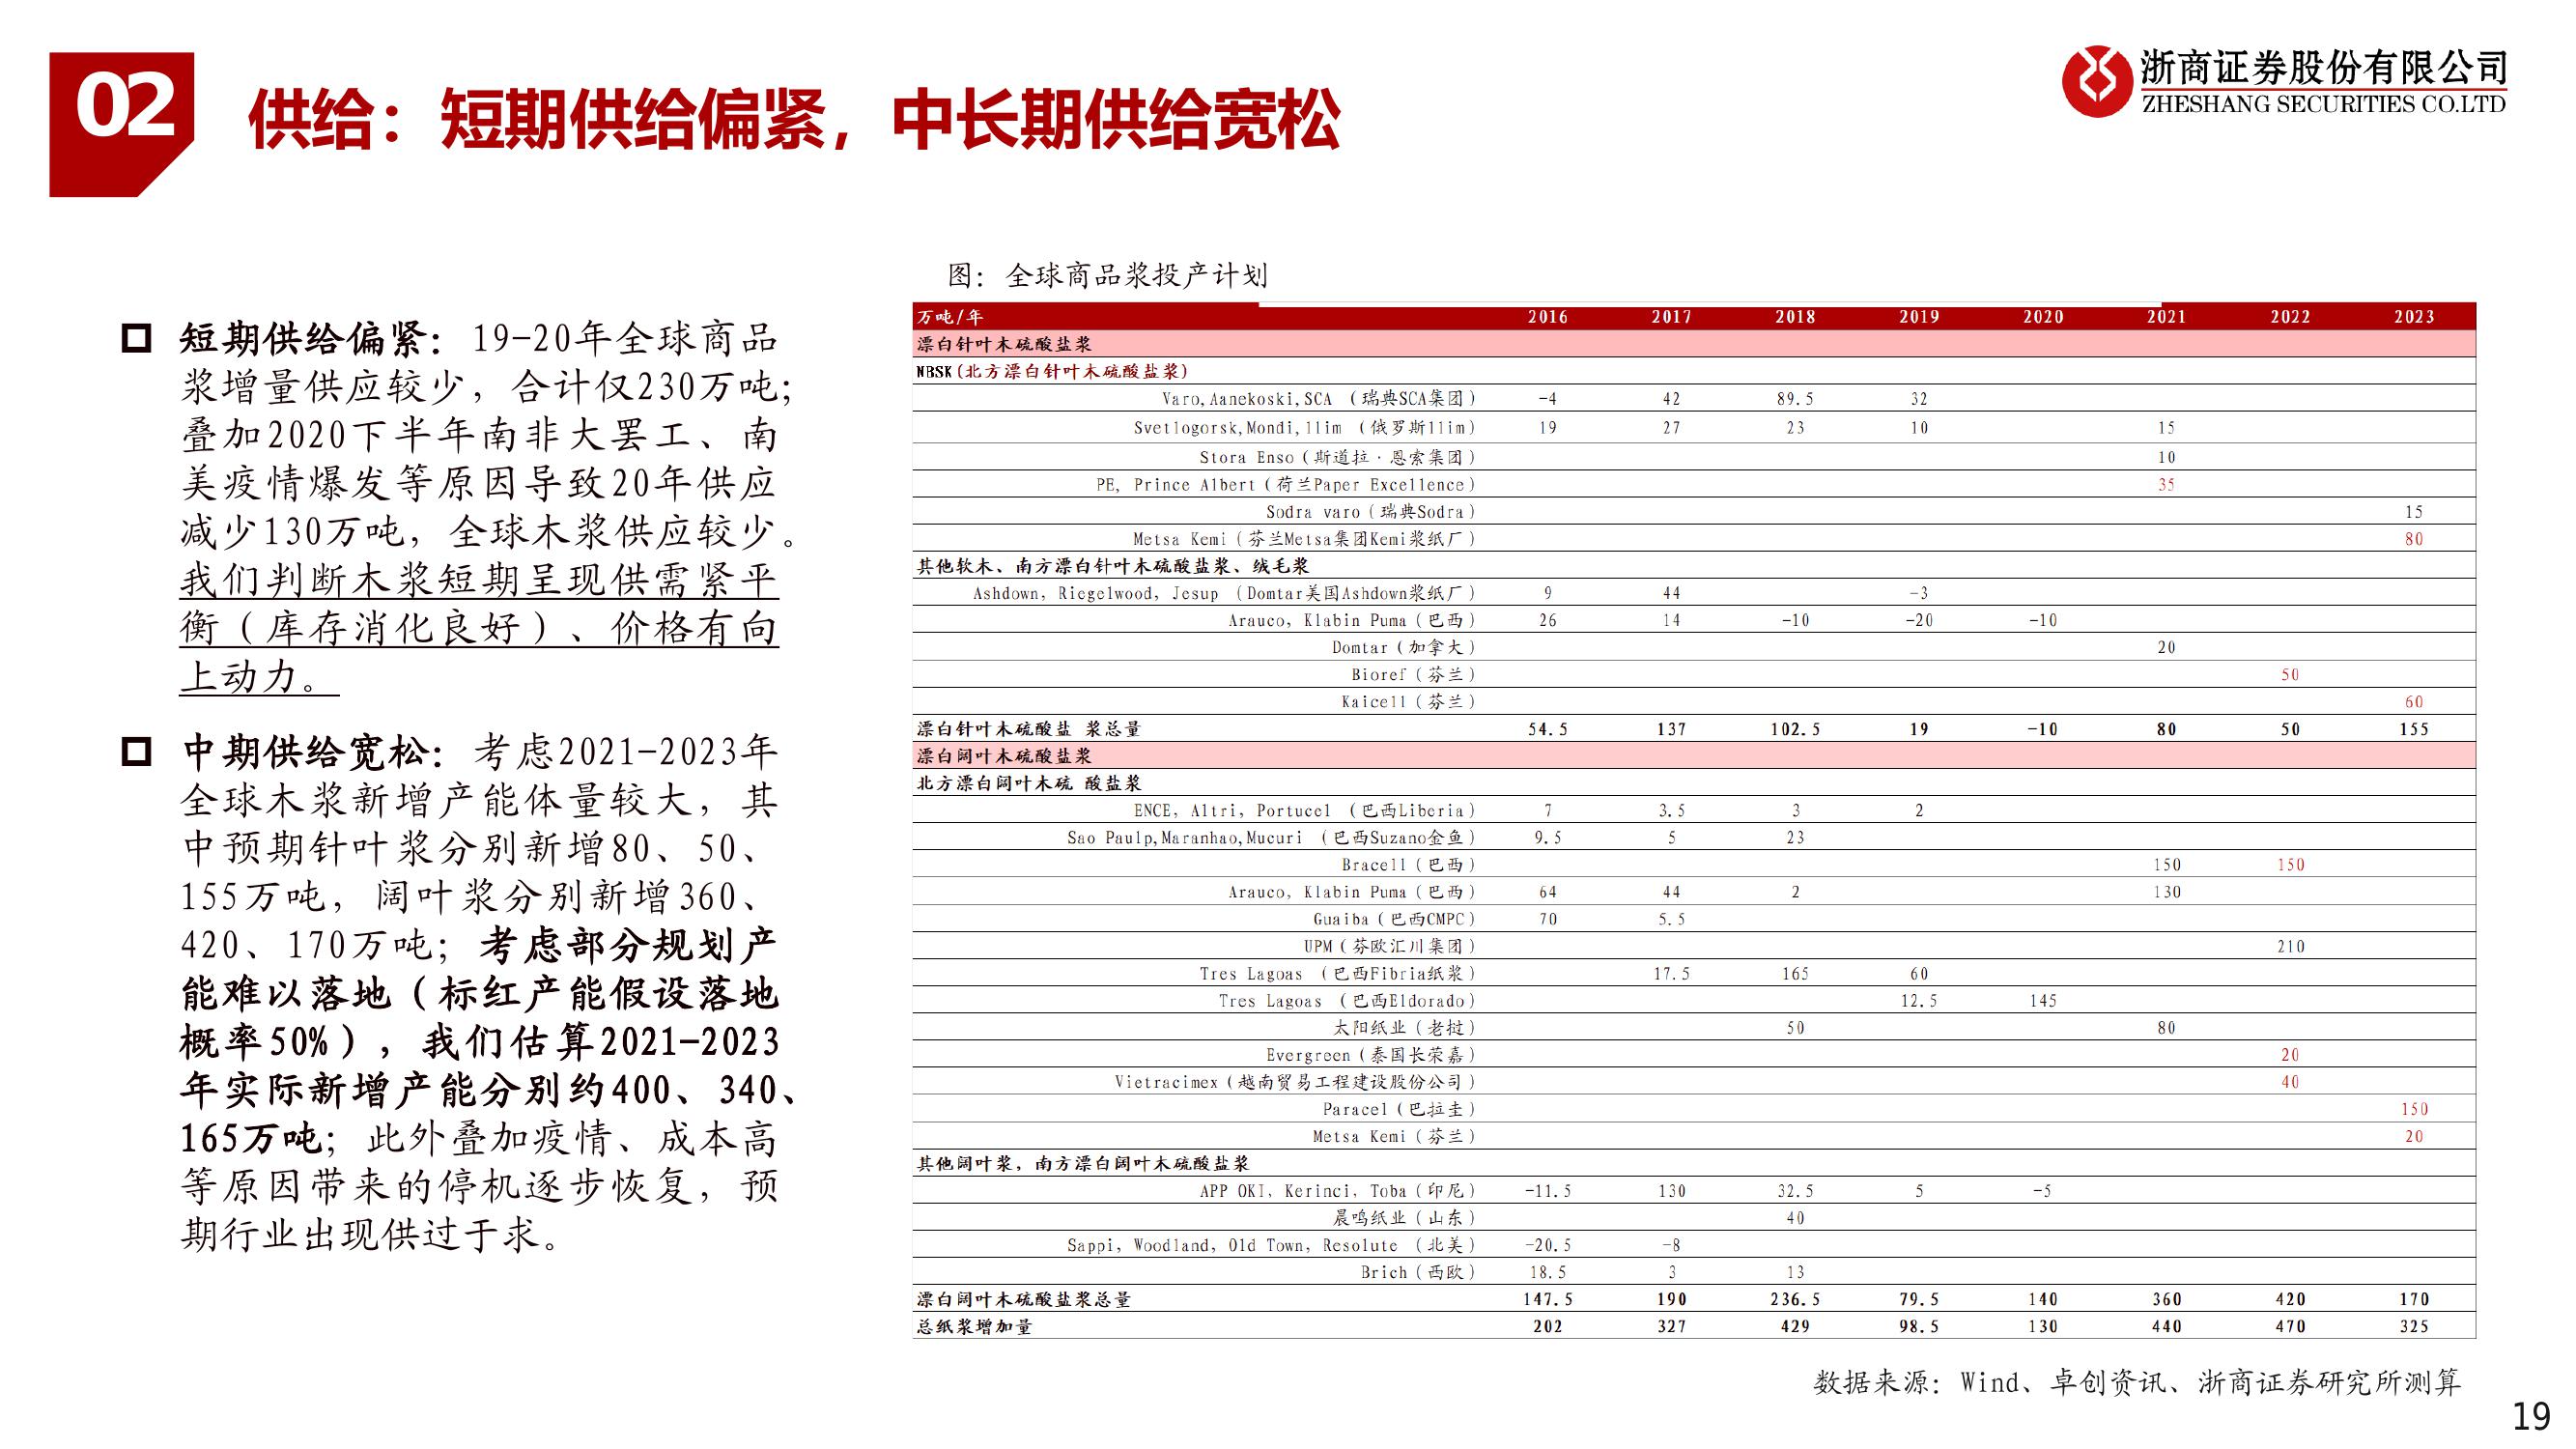 02
供给：短期供给偏紧，中长期供给宽松
浙商证券股份有限公司
ZHESHANG SECURITIES CO.LTD
短期供给偏紧：19-20年全球商品
浆增量供应较少，合计仅230万吨；
叠加2020下半年南非大罢工、南
美疫情爆发等原因导致20年供应
减少130万吨，全球木浆供应较少。
我们判断木浆短期呈现供需紧平
衡（库存消化良好）、价格有向
上动力。
中期供给宽松：考虑2021-2023年
全球木浆新增产能体量较大，其
中预期针叶浆分别新增80、50、
155万吨，阔叶浆分别新增360、
420、170万吨；考虑部分规划产
能难以落地（标红产能假设落地
概率50%），我们估算2021-2023
年实际新增产能分别约400、340、
165万吨；此外叠加疫情、成本高
等原因带来的停机逐步恢复，预
期行业出现供过于求。
图：全球商品浆投产计划
万吨/年 2016 2017 2018 2019 2020 2021 2022 2023
漂白针叶木硫酸盐浆
NBSK(北方漂白针叶木硫酸盐浆)
Varo,Aanekoski,SCA （瑞典SCA集团） -4 42 89.5 32
Svetlogorsk,Mondi,llim （俄罗斯llim） 19 27 23 10 15
Stora Enso（斯道拉·恩索集团） 10
PE, Prince Albert（荷兰Paper Excellence） 35
Sodra varo（瑞典Sodra） 15
Metsa Kemi（芬兰Metsa集团Kemi浆纸厂） 80
其他软木、南方漂白针叶木硫酸盐浆、绒毛浆
Ashdown, Riegelwood, Jesup （Domtar美国Ashdown浆纸厂） 9 44 -3
Arauco, Klabin Puma（巴西） 26 14 -10 -20 -10
Domtar（加拿大） 20
Bioref（芬兰） 50
Kaicell（芬兰） 60
漂白针叶木硫酸盐 浆总量 54.5 137 102.5 19 -10 80 50 155
漂白阔叶木硫酸盐浆
北方漂白阔叶木硫 酸盐浆
ENCE, Altri, Portucel （巴西Liberia） 7 3.5 3 2
Sao Paulp,Maranhao,Mucuri （巴西Suzano金鱼） 9.5 5 23
Bracell（巴西） 150 150
Arauco, Klabin Puma（巴西） 64 44 2 130
Guaiba（巴西CMPC） 70 5.5
UPM（芬欧汇川集团） 210
Tres Lagoas （巴西Fibria纸浆） 17.5 165 60
Tres Lagoas （巴西Eldorado） 12.5 145
太阳纸业（老挝） 50 80
Evergreen（泰国长荣嘉） 20
Vietracimex（越南贸易工程建设股份公司） 40
Paracel（巴拉圭） 150
Metsa Kemi（芬兰） 20
其他阔叶浆，南方漂白阔叶木硫酸盐浆
APP OKI, Kerinci, Toba（印尼） -11.5 130 32.5 5 -5
晨鸣纸业（山东） 40
Sappi, Woodland, Old Town, Resolute （北美） -20.5 -8
Brich（西欧） 18.5 3 13
漂白阔叶木硫酸盐浆总量 147.5 190 236.5 79.5 140 360 420 170
总纸浆增加量 202 327 429 98.5 130 440 470 325
数据来源：Wind、卓创资讯、浙商证券研究所测算
19